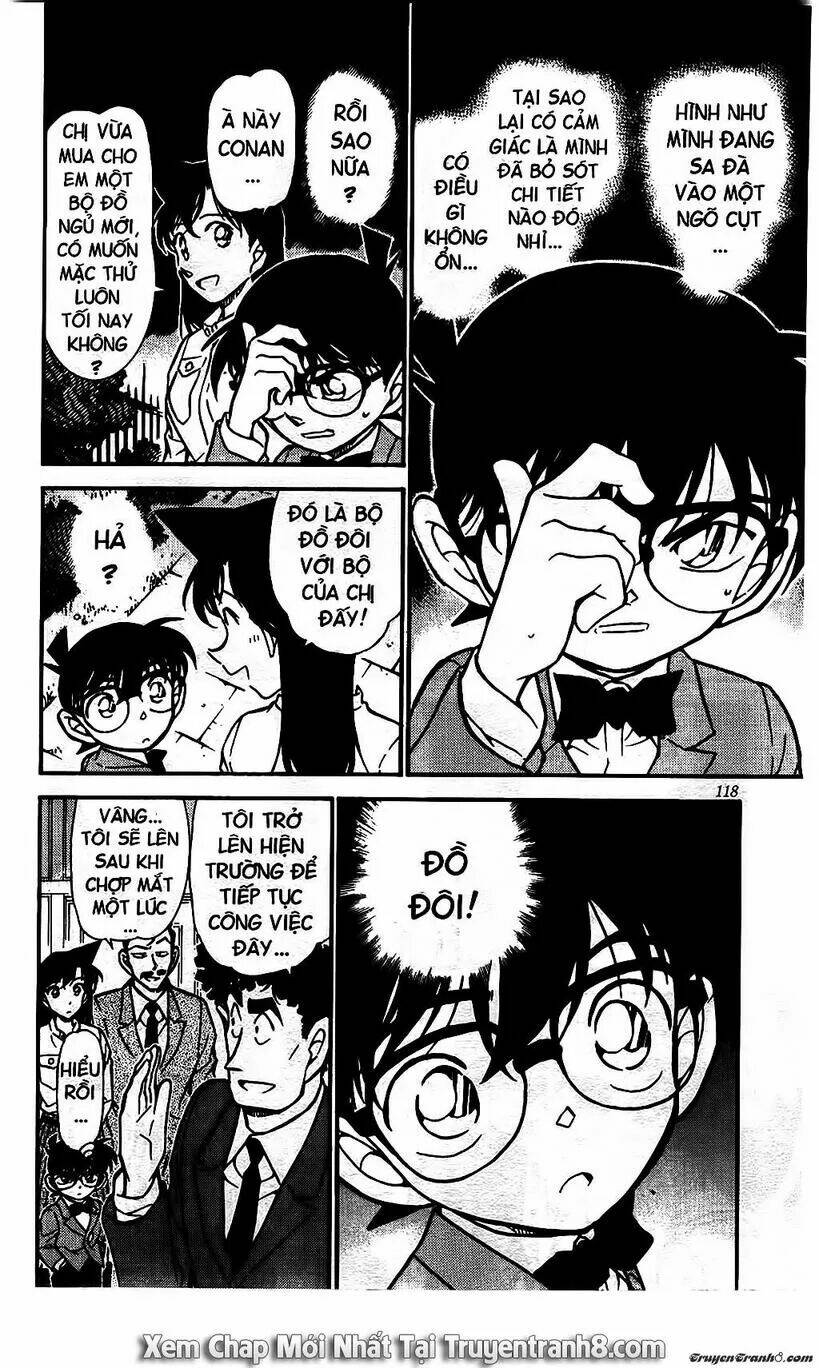 HÌNH NHƯ
MÌNH ĐANG
SA ĐÀ
VÀO MỘT
NGÕ CỤT
...
TẠI SAO
LẠI CÓ CẢM
GIÁC LÀ MÌNH
ĐÃ BỎ SÓT
CHI TIẾT
NÀO ĐÓ
NHỈ...
CÓ
ĐIỀU
GÌ
KHÔNG
ỔN...
RỒI
SAO
NỮA
?
À NÀY
CONAN
...
CHỊ VỪA
MUA CHO
EM MỘT
BỘ ĐỒ
NGỦ MỚI,
CÓ MUỐN
MẶC THỬ
LUÔN
TỐI NAY
KHÔNG
?
ĐÓ LÀ BỘ
ĐỒ ĐÔI
VỚI BỘ
CỦA CHỊ
ĐẤY!
HẢ
?
118
ĐỒ
ĐÔI!
TÔI TRỞ
LÊN HIỆN
TRƯỜNG ĐỂ
TIẾP TỤC
CÔNG VIỆC
ĐÂY...
VÂNG...
TÔI SẼ LÊN
SAU KHI
CHỢP MẮT
MỘT LÚC
...
HIỂU
RỒI
...
Xem Chap Mới Nhất Tại Truyentranh8.com
TruyenTranh8.com